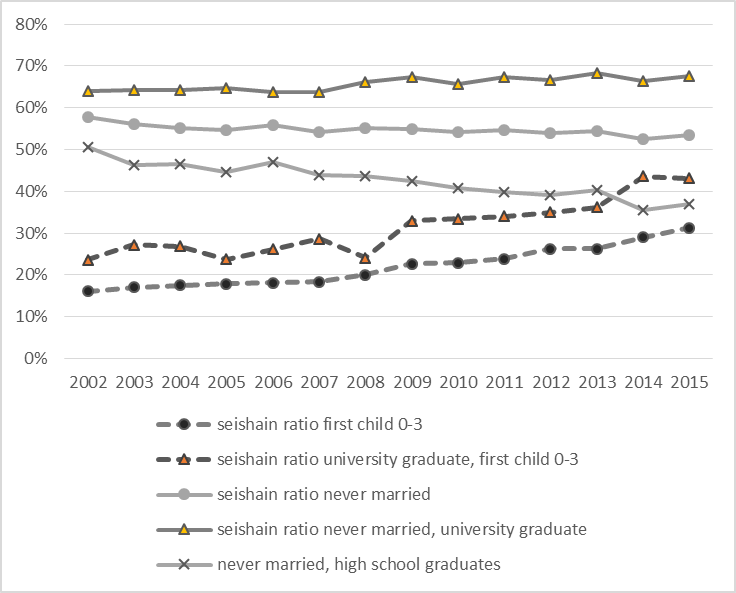 80%
70%
60%
50%
40%
30%
20%
10%
0%
2002 2003 2004 2005 2006 2007 2008 2009 2010 2011 2012 2013 2014 2015
seishain ratio first child 0-3
seishain ratio university graduate, first child 0-3
seishain ratio never married
seishain ratio never married, university graduate
never married, high school graduates